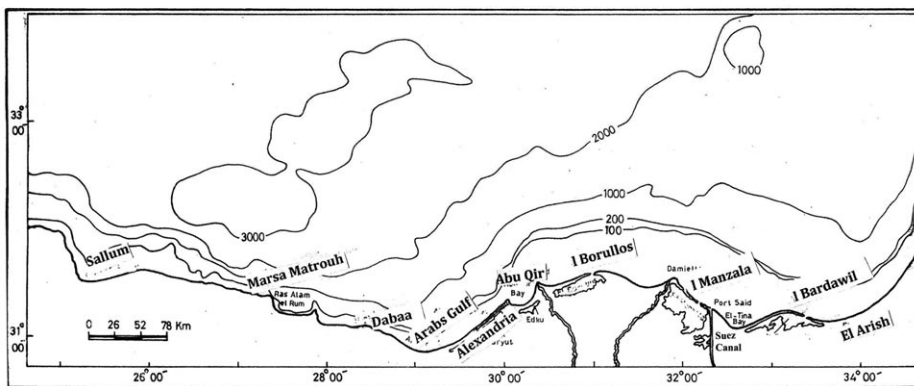 1000
33°
00'
2000
1000
200
100
3000
Sallum
Marsa Matrouh
Ras Alam
el Rum
Dabaa
Arabs Gulf
Alexandria
Abu Qir
Bay
Edku
l Borullos
l Manzala
Port Said
El-Tina
Bay
Suez
Canal
l Bardawil
El Arish
31°
00'
0 26 52 78 Km
26°00' 28°00' 30°00' 32°00' 34°00'